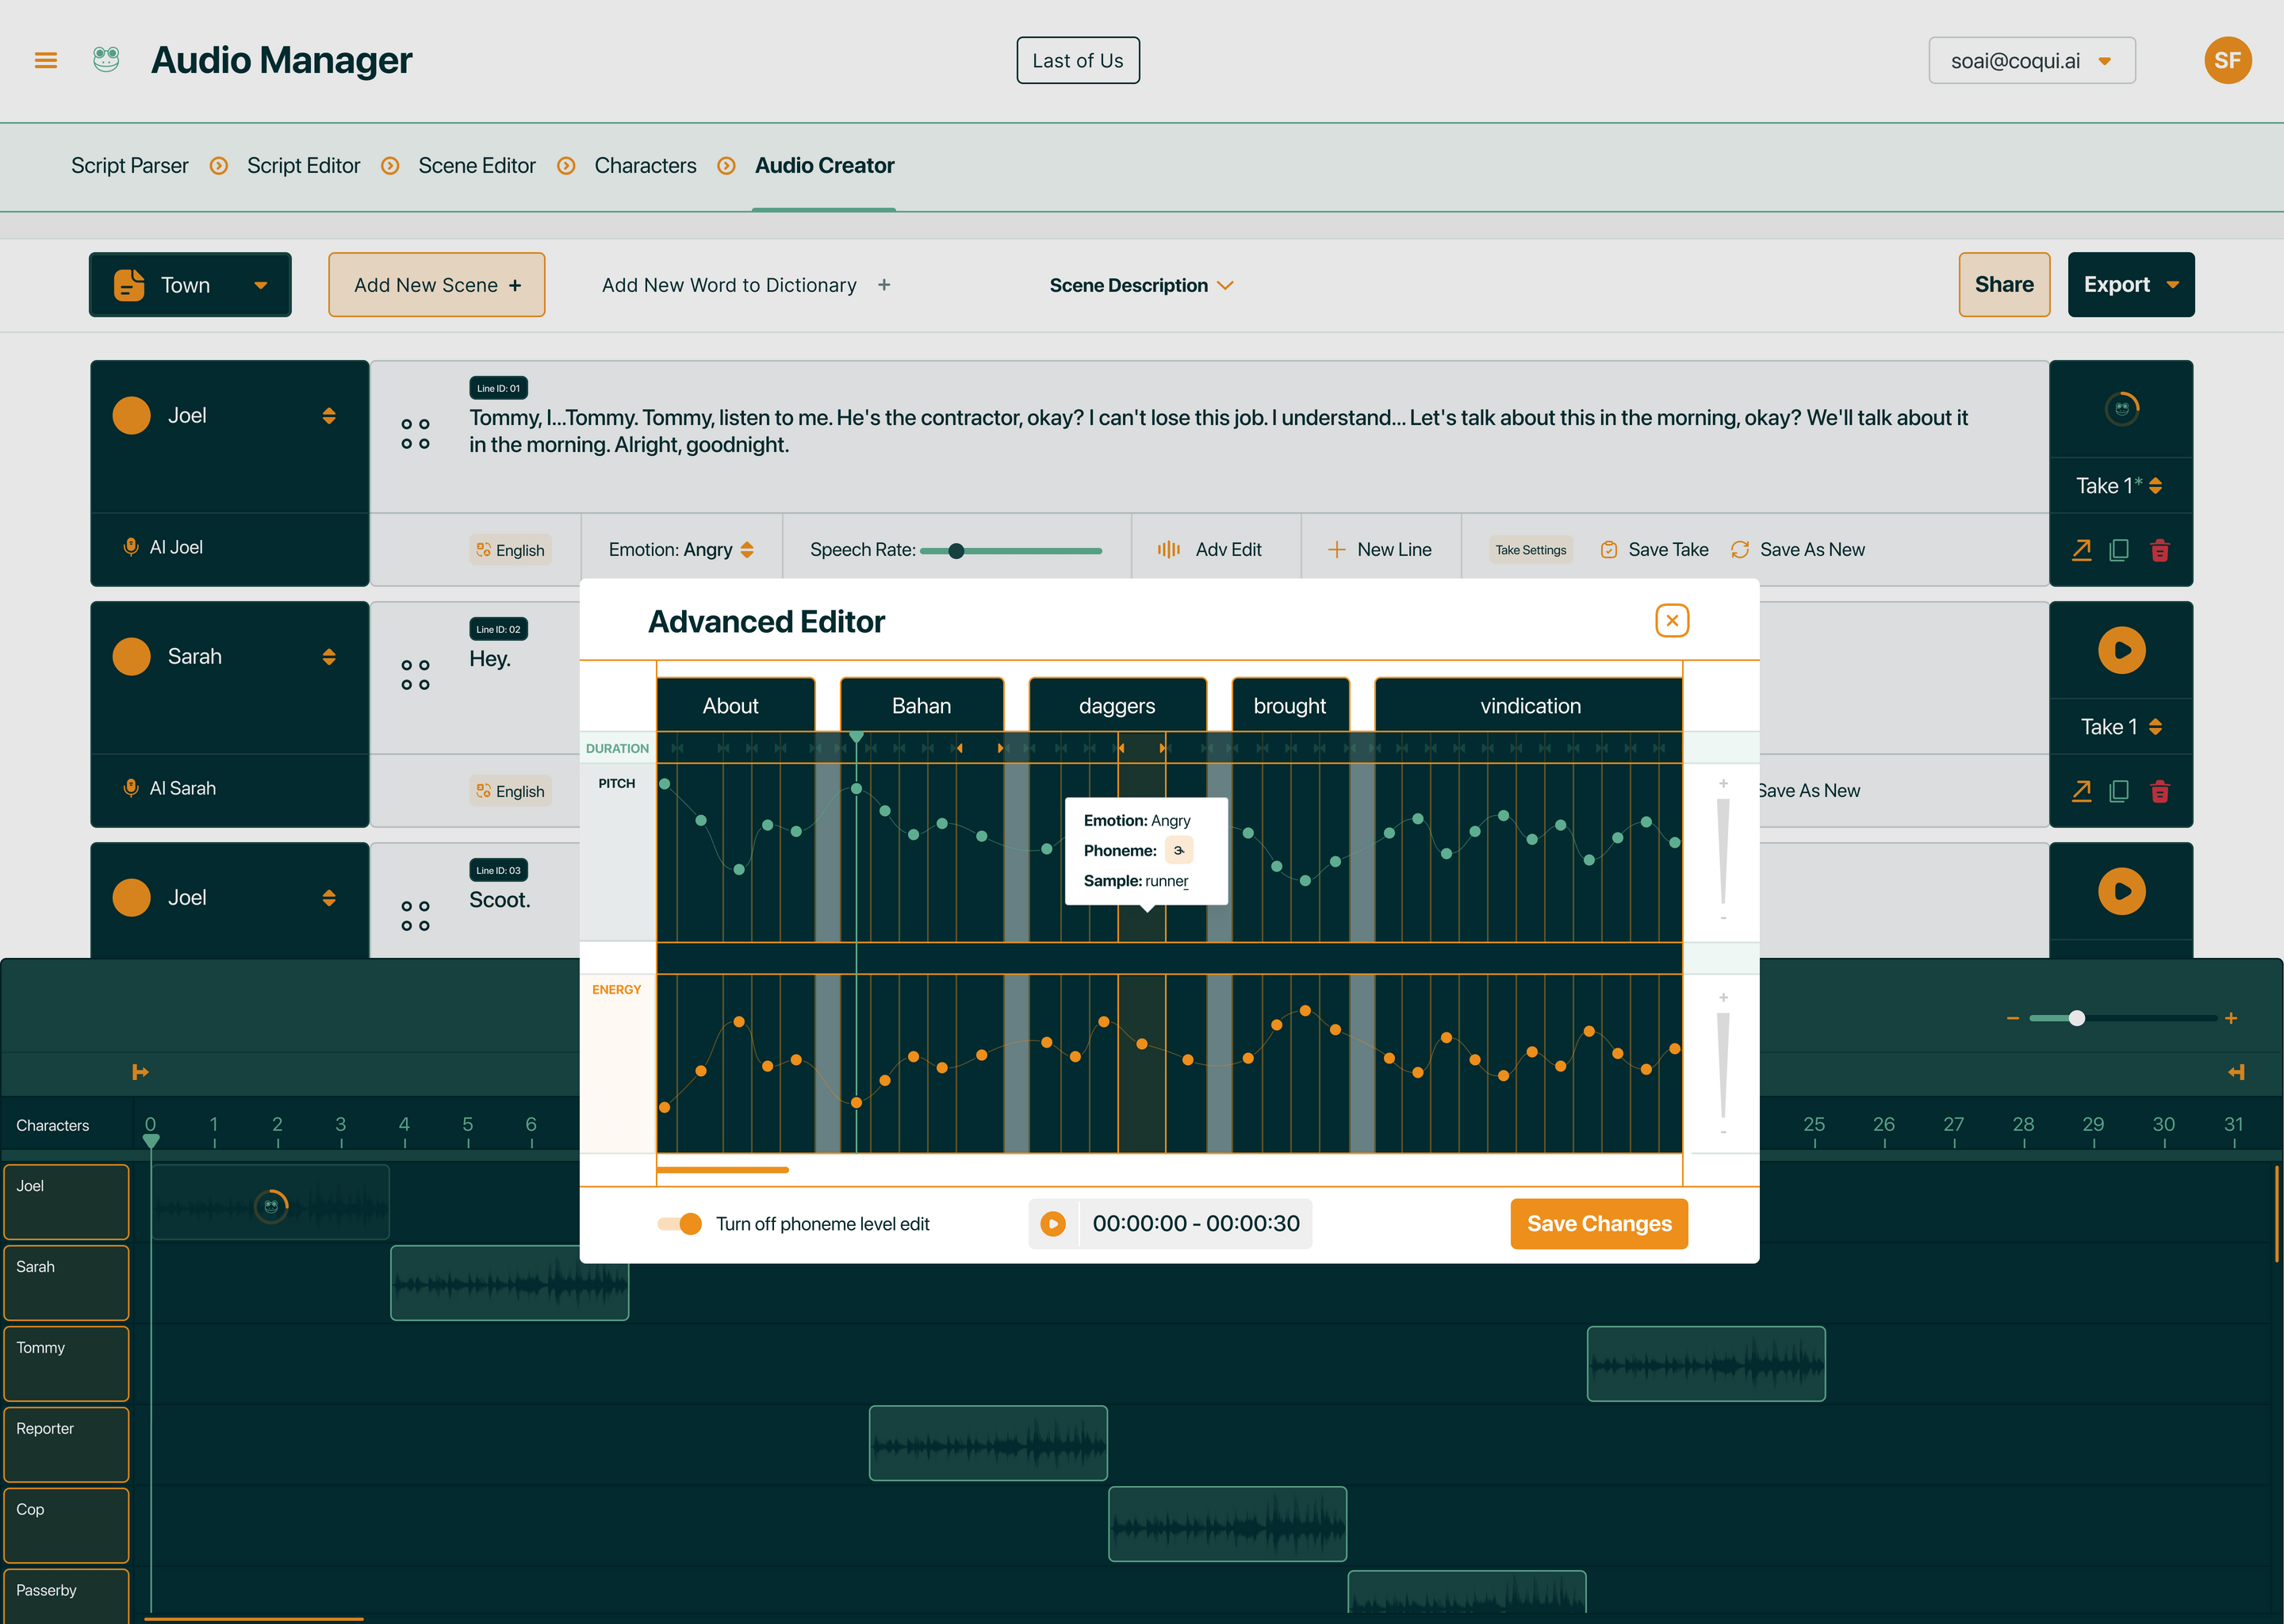 Audio Manager
Last of Us
soai@coqui.ai
SF
Script Parser
Script Editor
Scene Editor
Characters
Audio Creator
Town
Add New Scene +
Add New Word to Dictionary +
Scene Description
Share
Export
Joel
Line ID: 01
Tommy, I...Tommy. Tommy, listen to me. He's the contractor, okay? I can't lose this job. I understand... Let's talk about this in the morning, okay? We'll talk about it
in the morning. Alright, goodnight.
Take 1*
AI Joel
English
Emotion: Angry
Speech Rate:
Adv Edit
New Line
Take Settings
Save Take
Save As New
Sarah
Line ID: 02
Hey.
Take 1
AI Sarah
English
Save As New
Joel
Line ID: 03
Scoot.
Advanced Editor
About
Bahan
daggers
brought
vindication
DURATION
PITCH
+
Emotion: Angry
Phoneme: ɝ
Sample: runner
-
ENERGY
+
-
Turn off phoneme level edit
00:00:00 - 00:00:30
Save Changes
− +
Characters
0 1 2 3 4 5 6 25 26 27 28 29 30 31
Joel
Sarah
Tommy
Reporter
Cop
Passerby